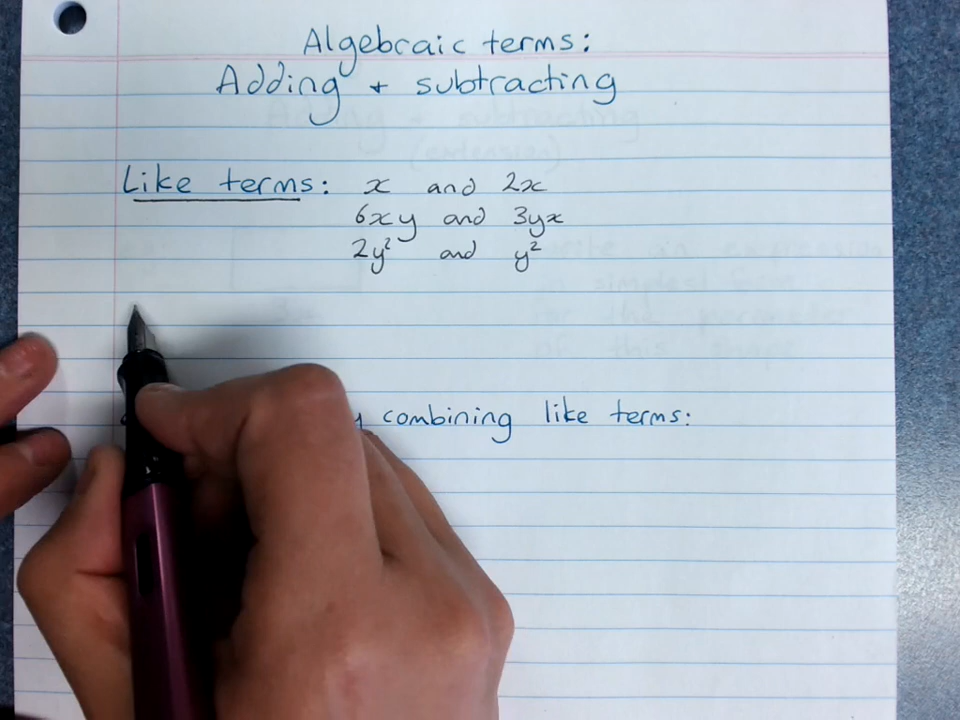 Algebraic terms:
Adding + subtracting
Like terms: x and 2x
6xy and 3yx
2y² and y²
combining like terms: